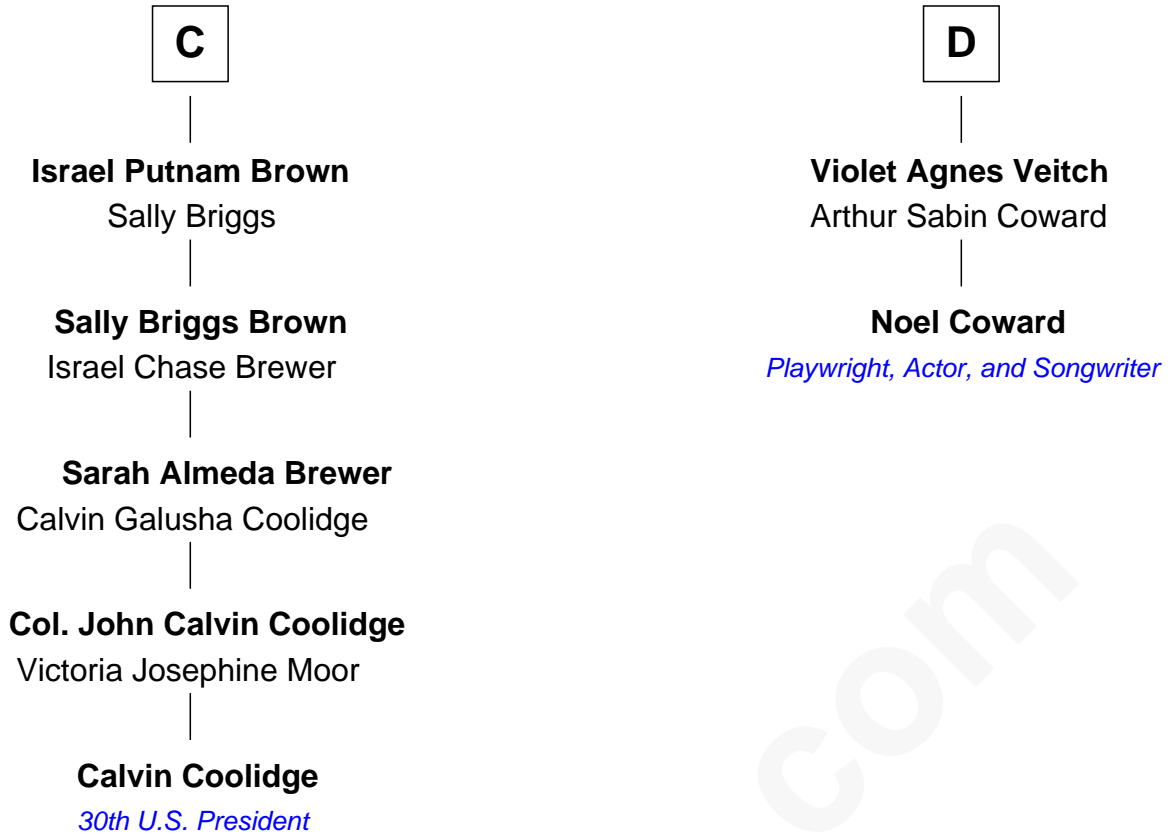 C
Israel Putnam Brown
Sally Briggs
Sally Briggs Brown
Israel Chase Brewer
Sarah Almeda Brewer
Calvin Galusha Coolidge
Col. John Calvin Coolidge
Victoria Josephine Moor
Calvin Coolidge
30th U.S. President
D
Violet Agnes Veitch
Arthur Sabin Coward
Noel Coward
Playwright, Actor, and Songwriter
com